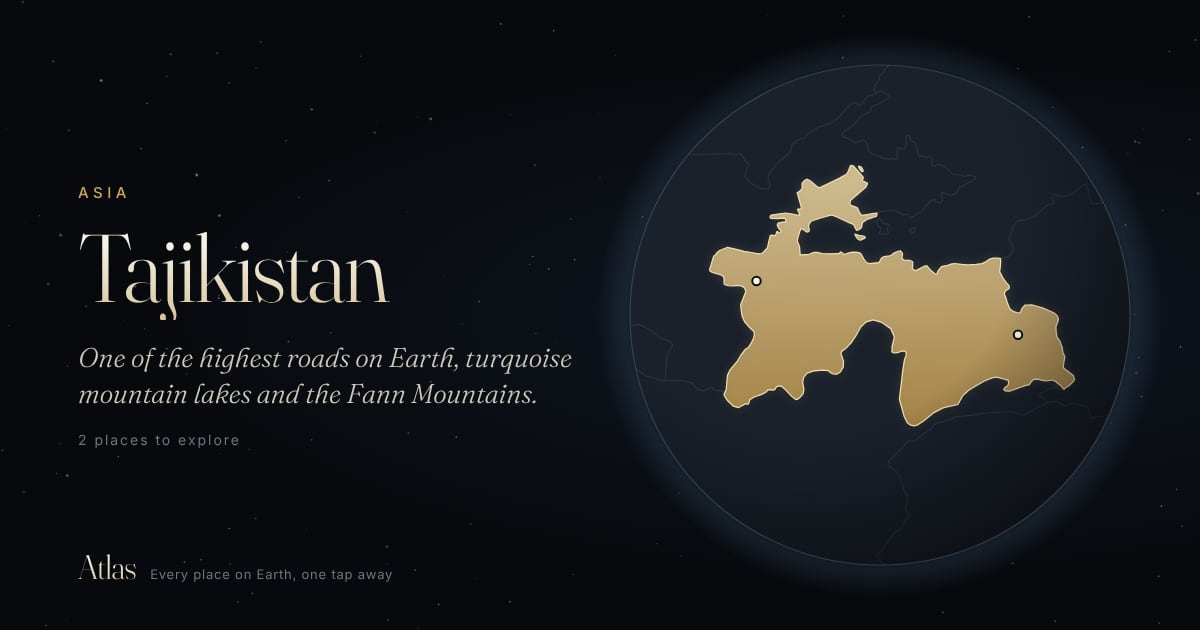 ASIA
Tajikistan
One of the highest roads on Earth, turquoise
mountain lakes and the Fann Mountains.
2 places to explore
Atlas Every place on Earth, one tap away